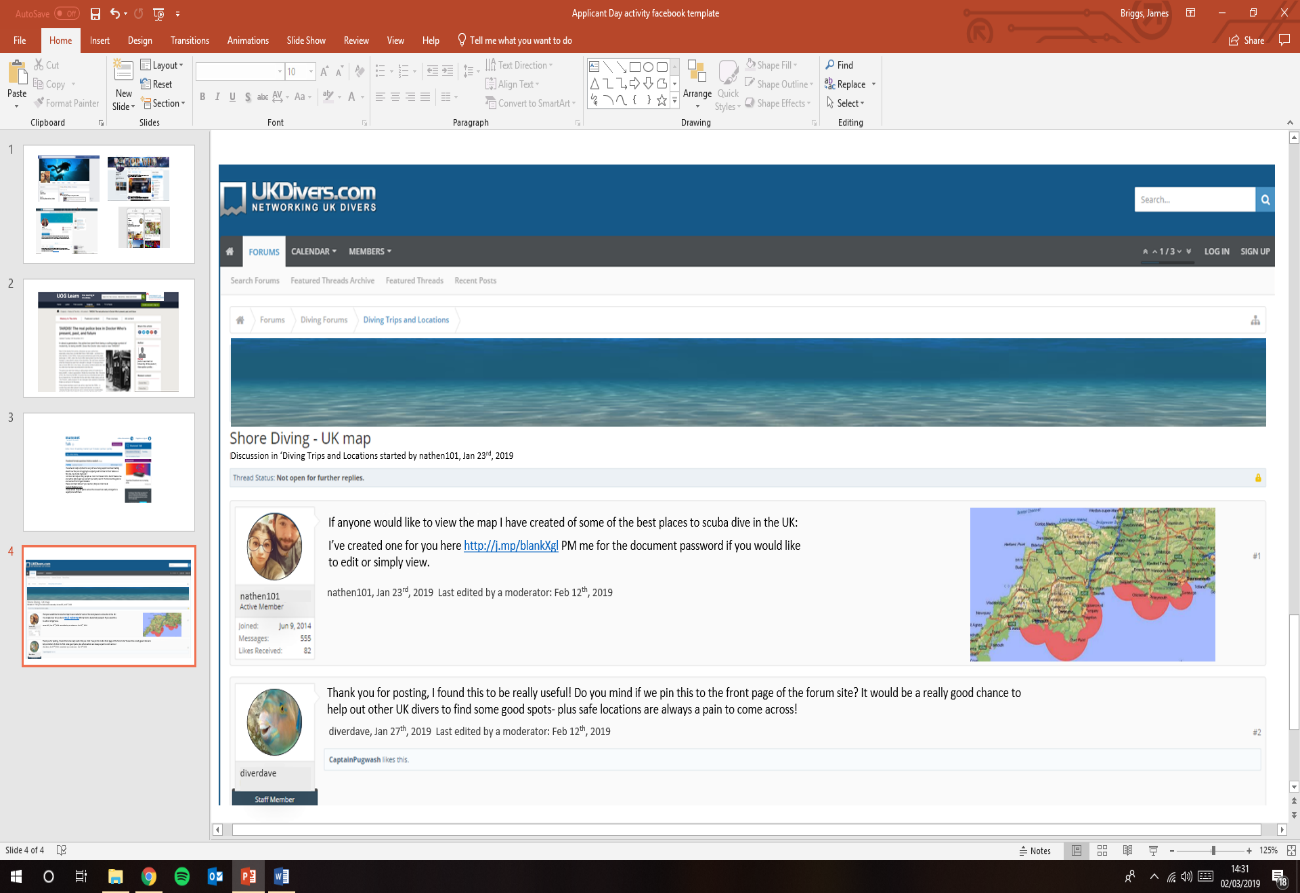 AutoSave Off
Applicant Day activity facebook template
Briggs, James
File Home Insert Design Transitions Animations Slide Show Review View Help Tell me what you want to do
Share
Paste
Cut
Copy
Format Painter
Clipboard
New Slide
Layout
Reset
Section
Slides
10
B I U S abc AV Aa A
Font
Text Direction
Align Text
Convert to SmartArt
Paragraph
Arrange
Quick Styles
Shape Fill
Shape Outline
Shape Effects
Drawing
Find
Replace
Select
Editing
1
2
3
4
UKDivers.com
NETWORKING UK DIVERS
Search...
FORUMS CALENDAR MEMBERS
1 / 3
LOG IN SIGN UP
Search Forums Featured Threads Archive Featured Threads Recent Posts
Forums Diving Forums Diving Trips and Locations
Shore Diving - UK map
Discussion in 'Diving Trips and Locations started by nathen101, Jan 23rd, 2019
Thread Status: Not open for further replies.
If anyone would like to view the map I have created of some of the best places to scuba dive in the UK:
I've created one for you here http://j.mp/blankXgl PM me for the document password if you would like
to edit or simply view.
nathen101, Jan 23rd, 2019 Last edited by a moderator: Feb 12th, 2019
#1
nathen101
Active Member
Joined: Jun 9, 2014
Messages: 555
Likes Received: 82
Thank you for posting, I found this to be really useful! Do you mind if we pin this to the front page of the forum site? It would be a really good chance to
help out other UK divers to find some good spots- plus safe locations are always a pain to come across!
diverdave, Jan 27th, 2019 Last edited by a moderator: Feb 12th, 2019
#2
CaptainPugwash likes this.
diverdave
Staff Member
Slide 4 of 4
Notes
125%
14:31
02/03/2019
18